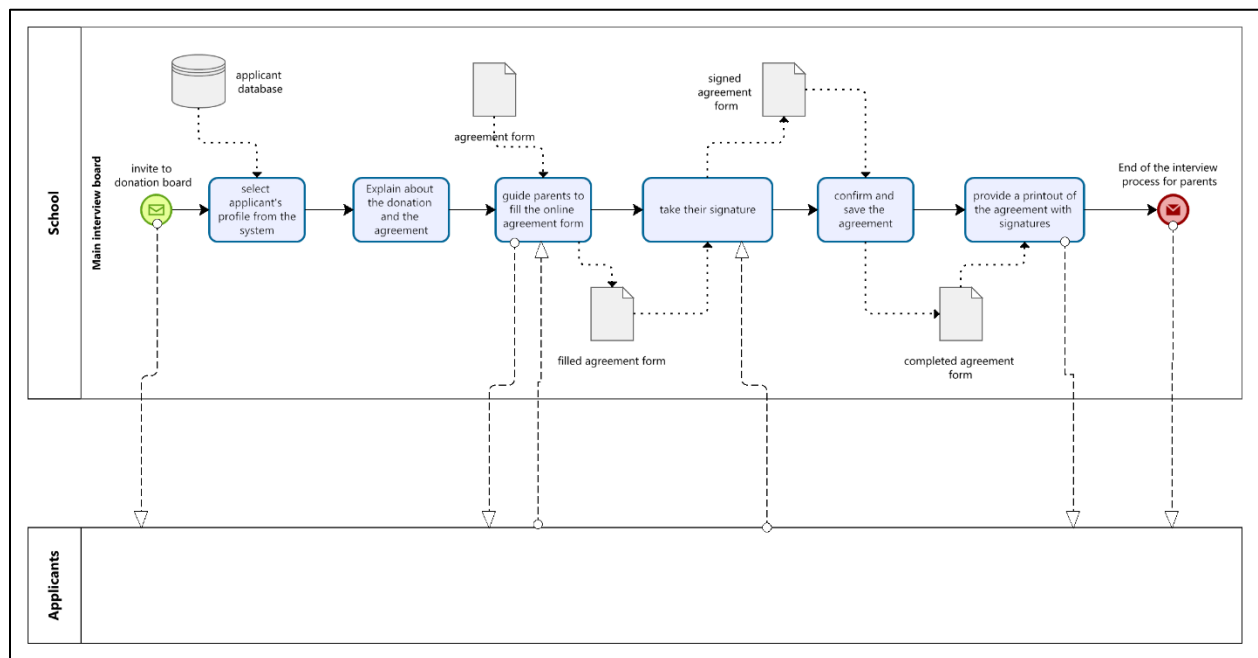 School
Main interview board
applicant
database
invite to
donation board
select
applicant's
profile from the
system
Explain about
the donation
and the
agreement
agreement form
guide parents to
fill the online
agreement form
filled agreement form
take their signature
signed
agreement
form
confirm and
save the
agreement
completed agreement
form
provide a printout of
the agreement with
signatures
End of the interview
process for parents
Applicants